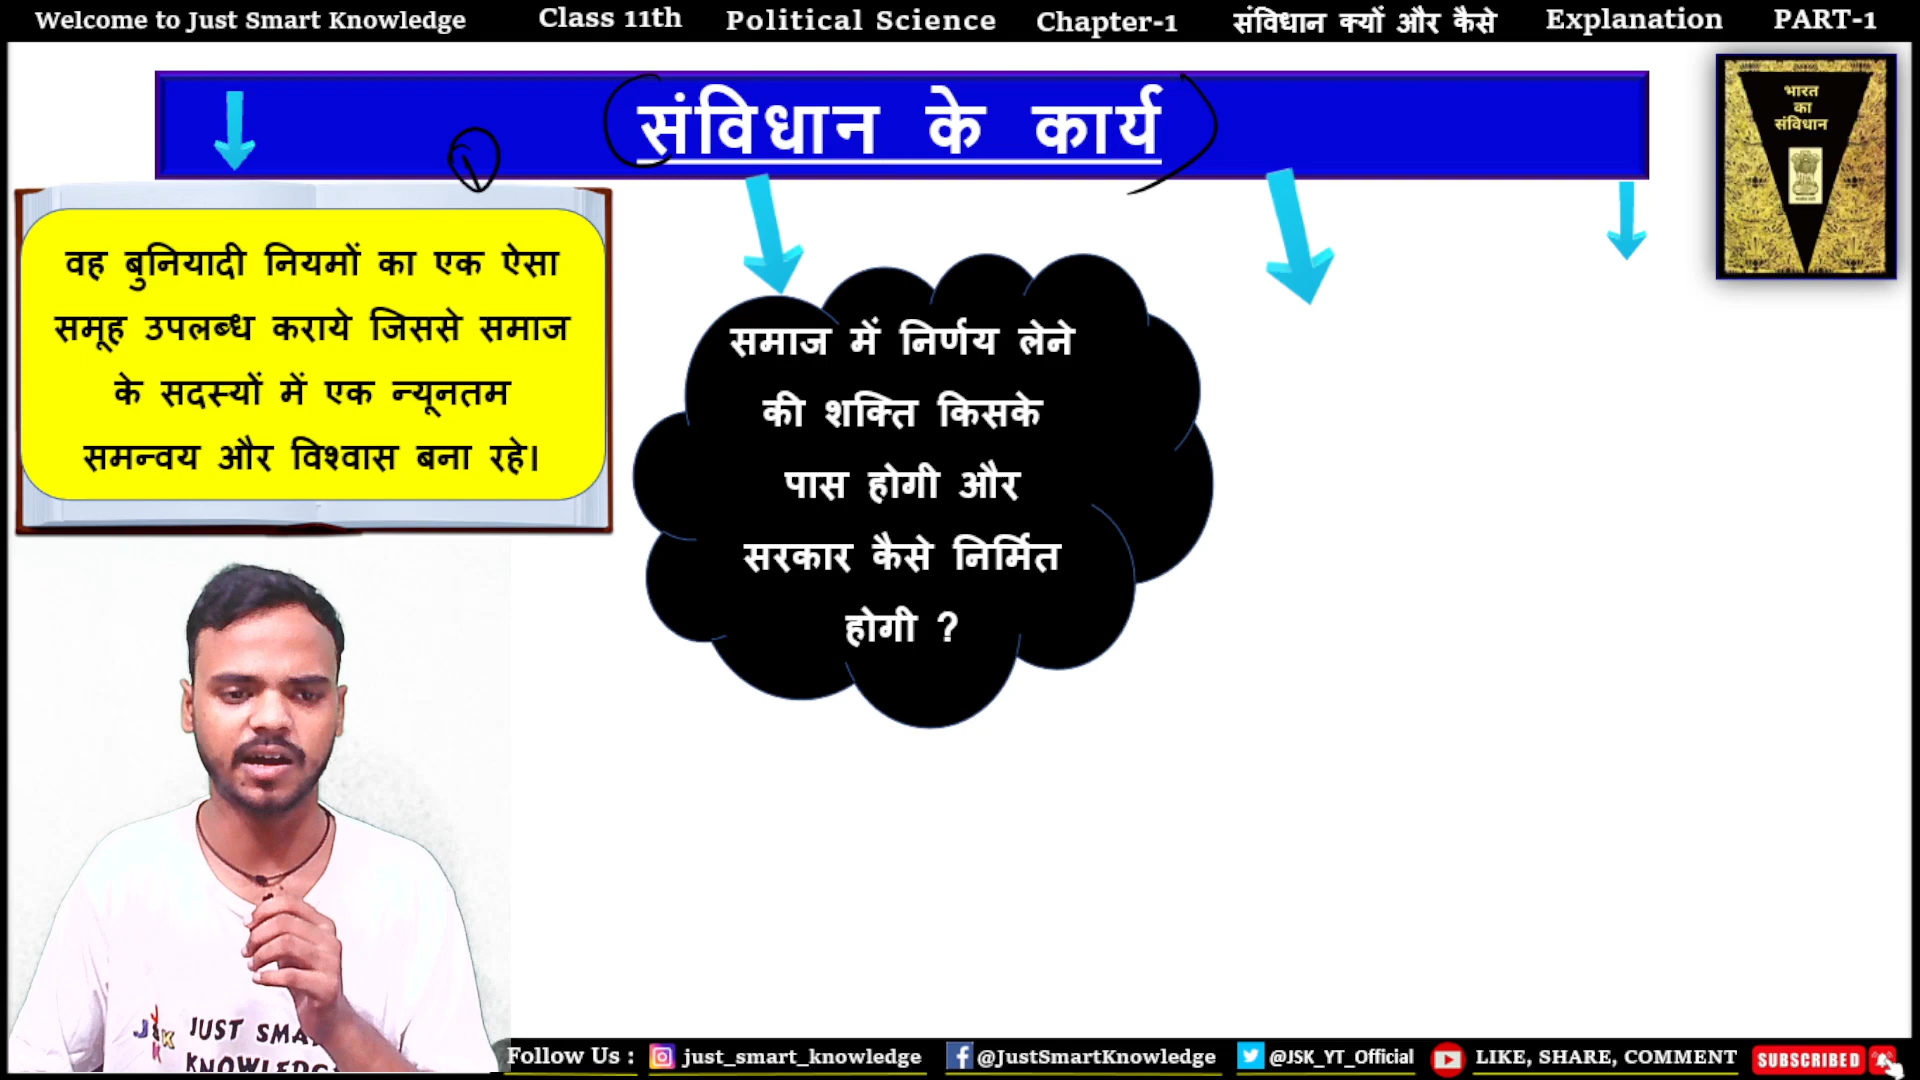 Welcome to Just Smart Knowledge Class 11th Political Science Chapter-1 संविधान क्यों और कैसे Explanation PART-1
संविधान के कार्य
भारत
का
संविधान
वह बुनियादी नियमों का एक ऐसा
समूह उपलब्ध कराये जिससे समाज
के सदस्यों में एक न्यूनतम
समन्वय और विश्वास बना रहे।
समाज में निर्णय लेने
की शक्ति किसके
पास होगी और
सरकार कैसे निर्मित
होगी ?
JSK
JUST SMA
KNOWLEDG
Follow Us : just_smart_knowledge @JustSmartKnowledge @JSK_YT_Official LIKE, SHARE, COMMENT SUBSCRIBED